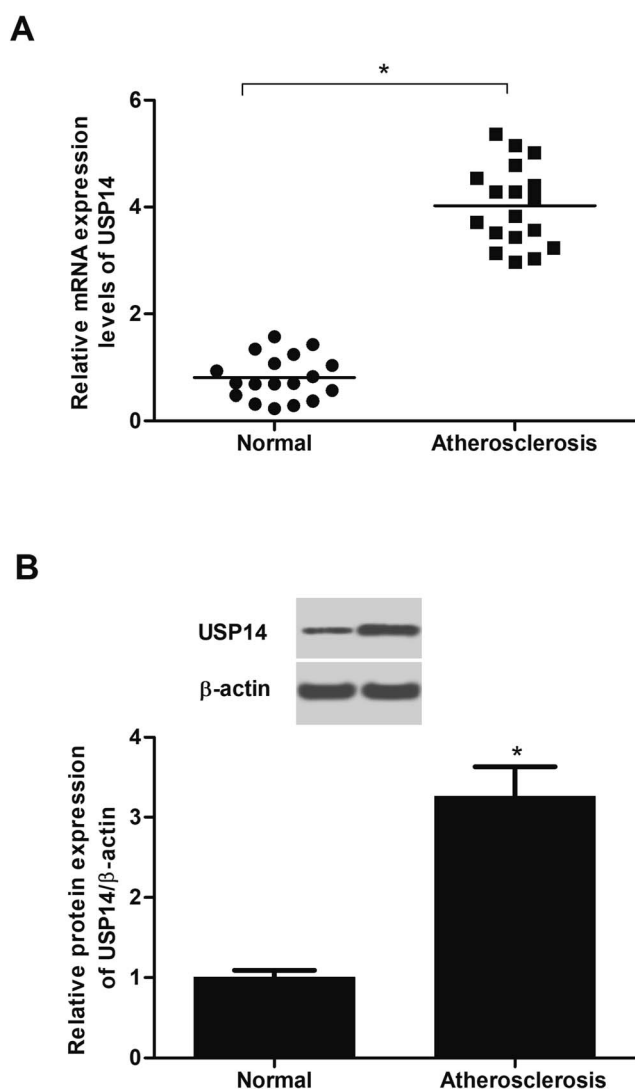 A
*
Relative mRNA expression
levels of USP14
6
4
2
0
Normal Atherosclerosis
B
USP14
β-actin
Relative protein expression
of USP14/β-actin
4
3
2
1
0
*
Normal Atherosclerosis